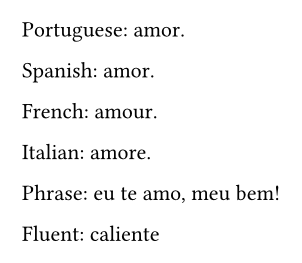 Portuguese: amor.
Spanish: amor.
French: amour.
Italian: amore.
Phrase: eu te amo, meu bem!
Fluent: caliente